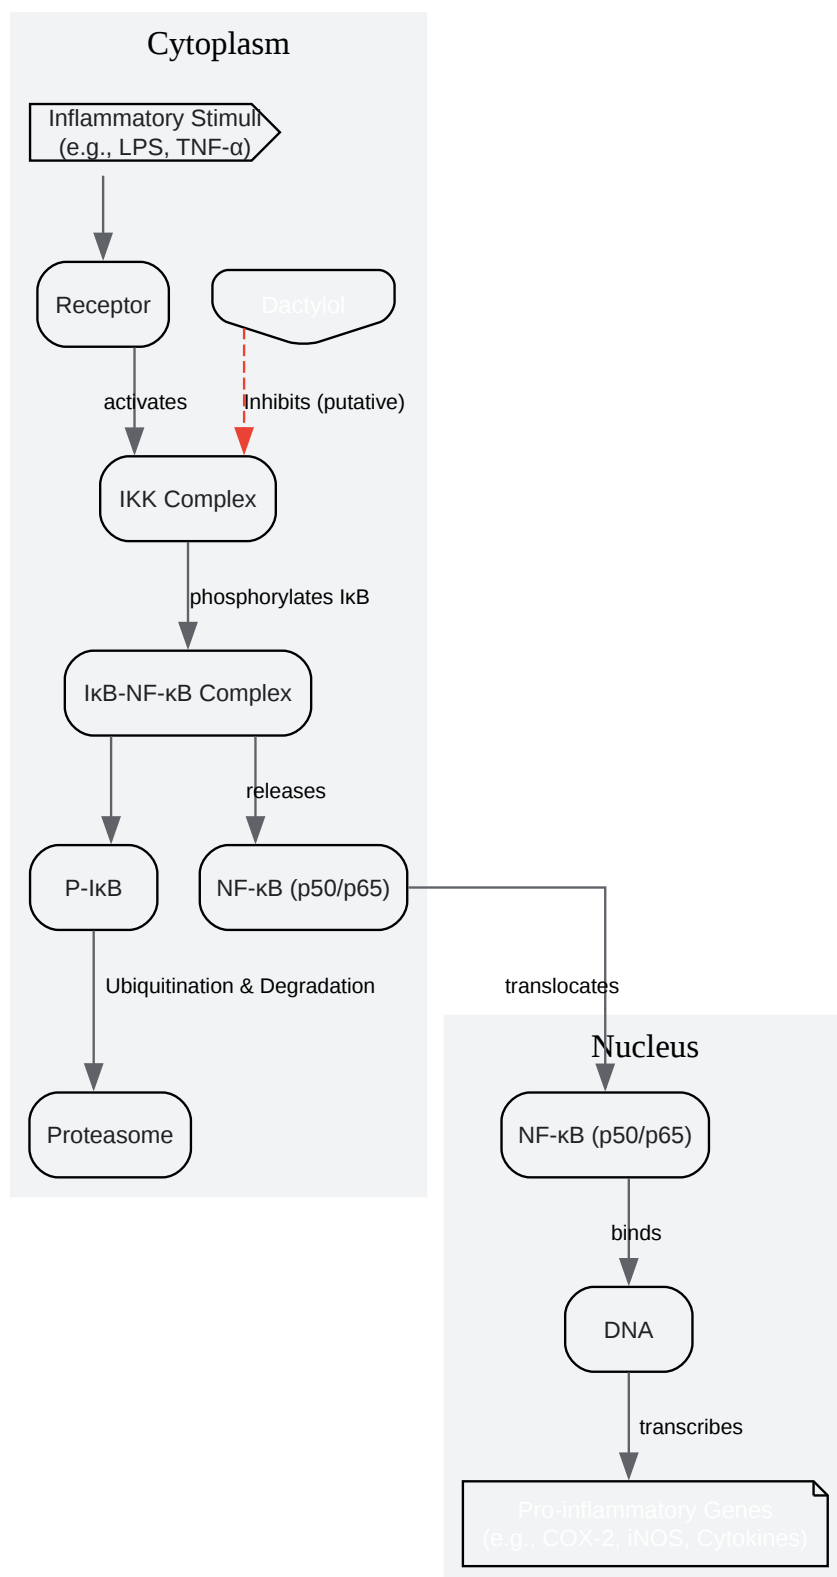 Cytoplasm
Inflammatory Stimuli
(e.g., LPS, TNF-α)
Receptor
Dactylol
activates
Inhibits (putative)
IKK Complex
phosphorylates IκB
IκB-NF-κB Complex
releases
P-IκB
NF-κB (p50/p65)
Ubiquitination & Degradation
translocates
Nucleus
Proteasome
NF-κB (p50/p65)
binds
DNA
transcribes
Pro-inflammatory Genes
(e.g., COX-2, iNOS, Cytokines)